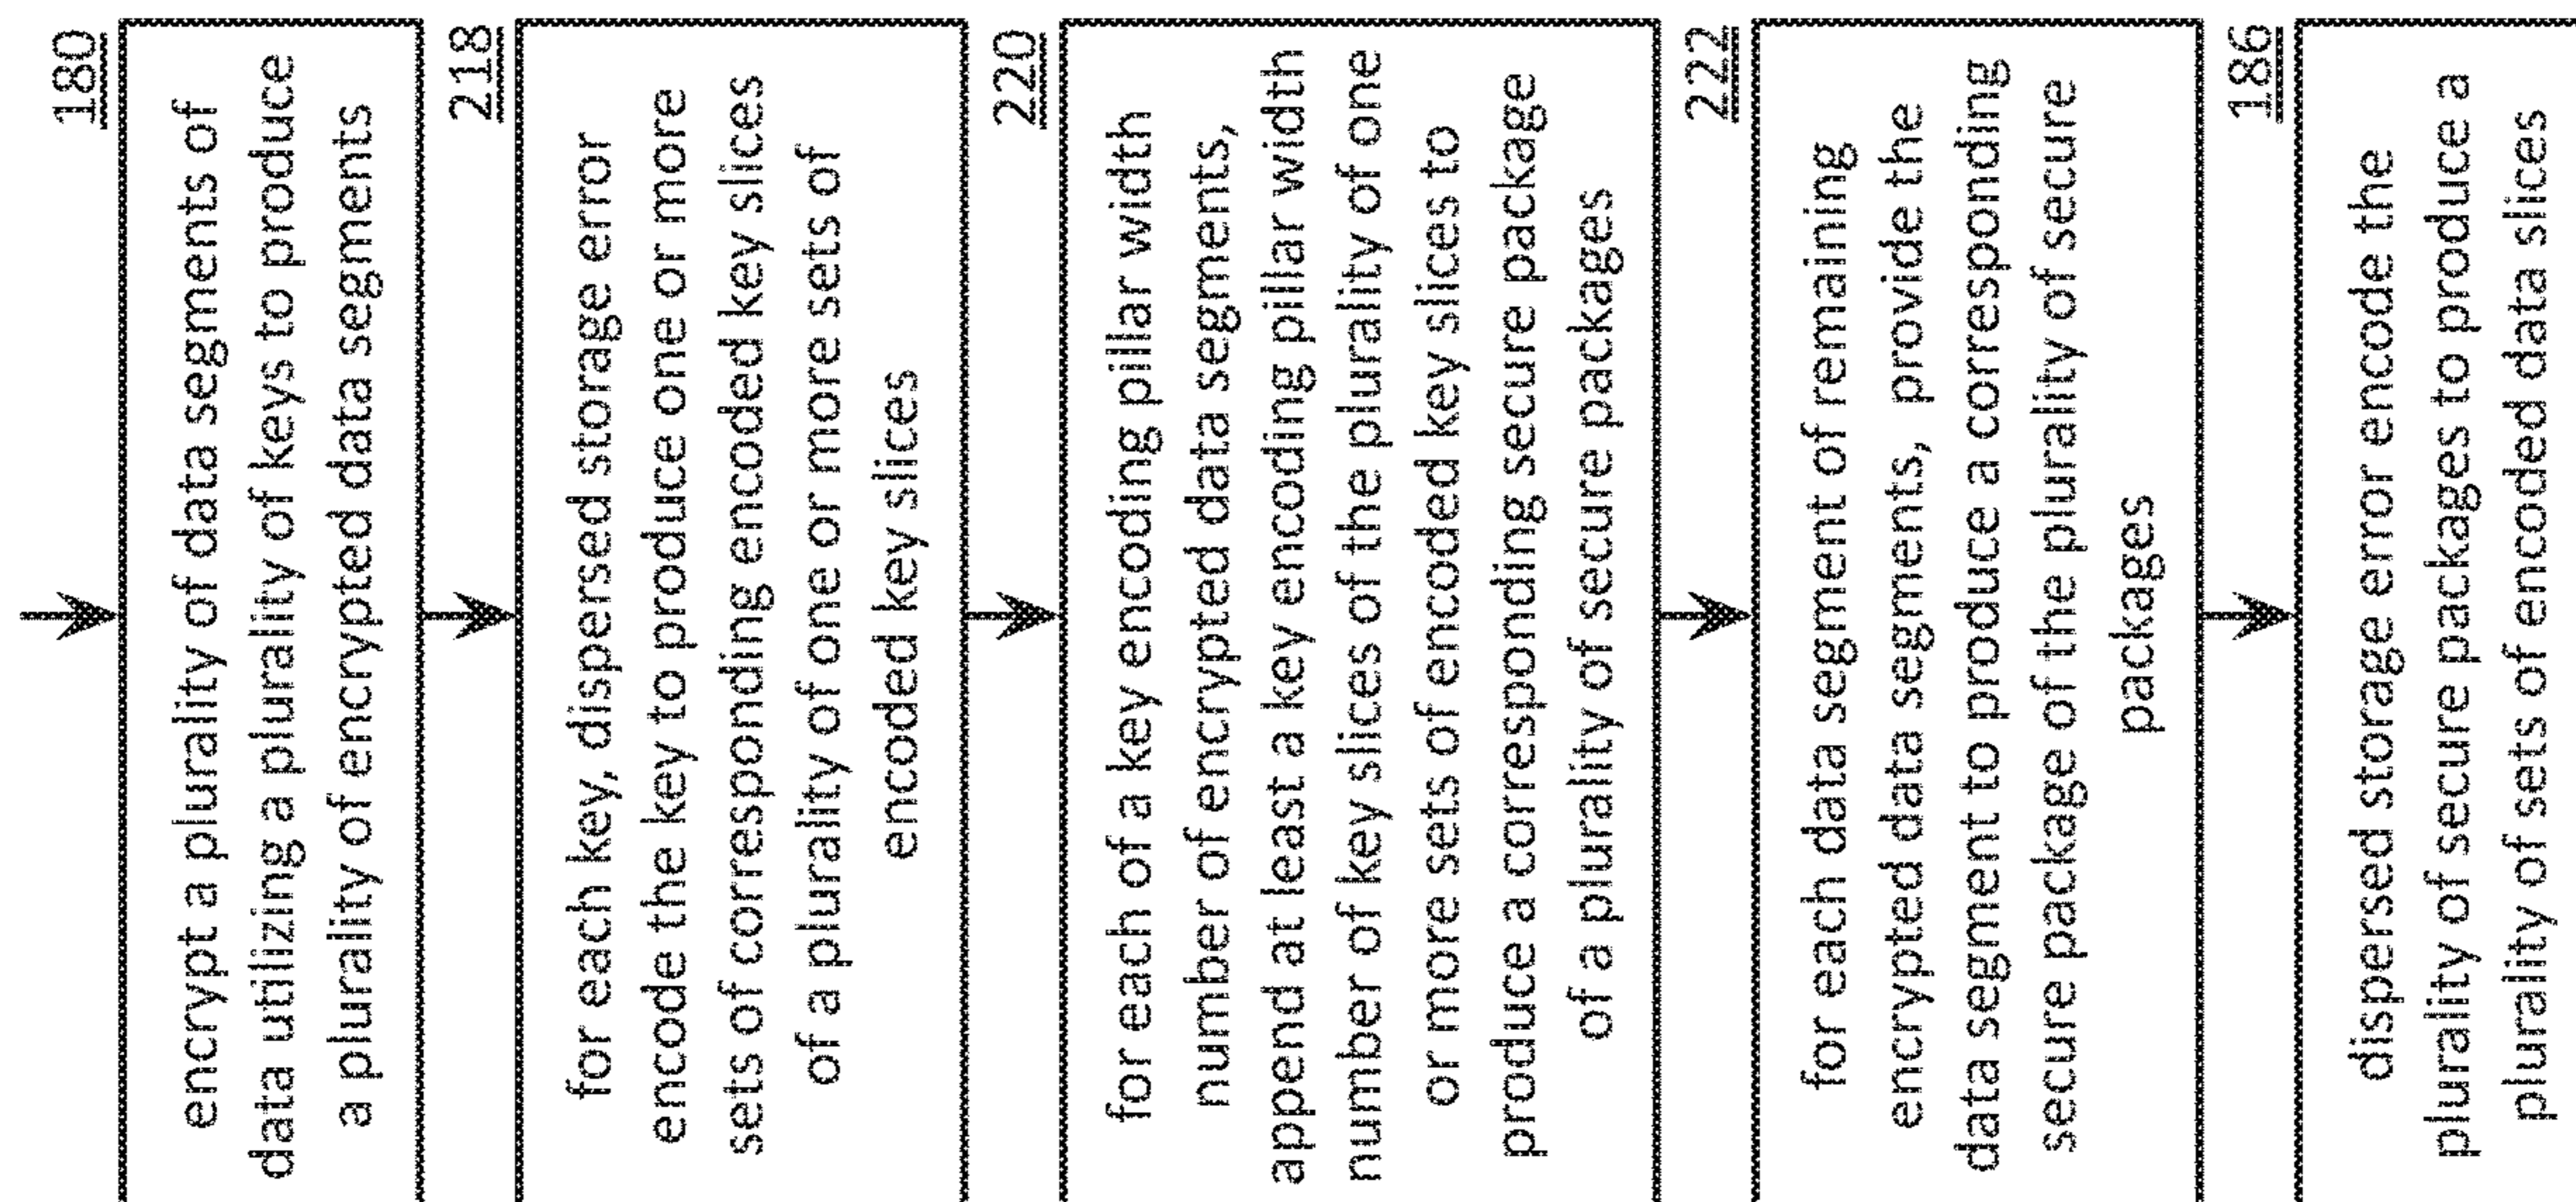 180
encrypt a plurality of data segments of
data utilizing a plurality of keys to produce
a plurality of encrypted data segments
218
for each key, dispersed storage error
encode the key to produce one or more
sets of corresponding encoded key slices
of a plurality of one or more sets of
encoded key slices
220
for each of a key encoding pillar width
number of encrypted data segments,
append at least a key encoding pillar width
number of key slices of the plurality of one
or more sets of encoded key slices to
produce a corresponding secure package
of a plurality of secure packages
222
for each data segment of remaining
encrypted data segments, provide the
data segment to produce a corresponding
secure package of the plurality of secure
packages
186
dispersed storage error encode the
plurality of secure packages to produce a
plurality of sets of encoded data slices